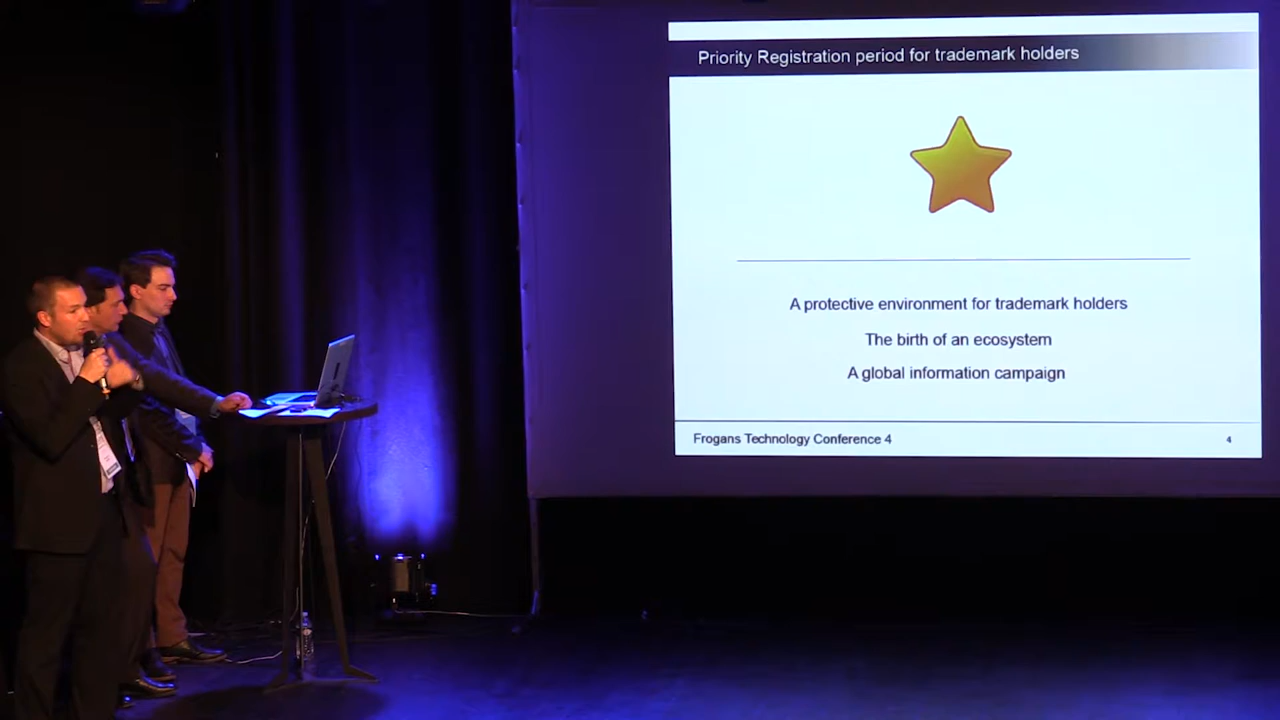 Priority Registration period for trademark holders
A protective environment for trademark holders
The birth of an ecosystem
A global information campaign
Frogans Technology Conference 4
4